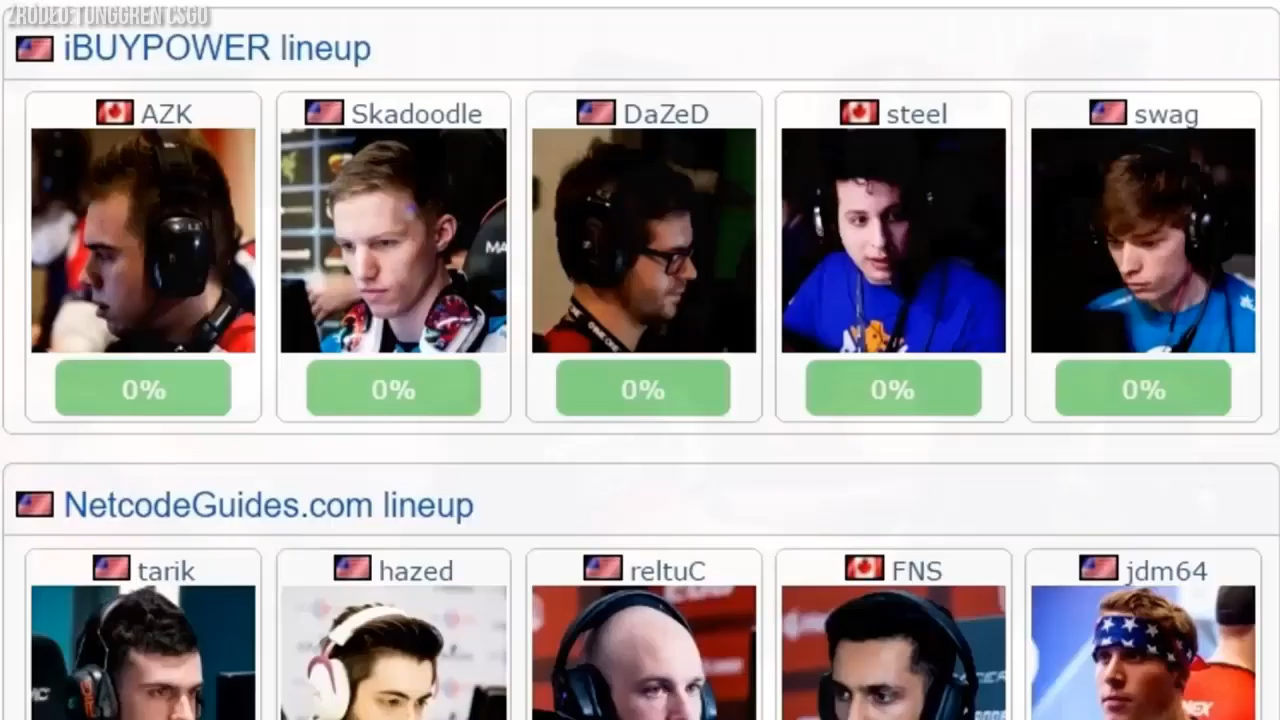 ŹRÓDŁO: TUNGGREN CSGO
iBUYPOWER lineup
AZK
Skadoodle
DaZeD
steel
swag
0%
0%
0%
0%
0%
NetcodeGuides.com lineup
tarik
hazed
reltuC
FNS
jdm64